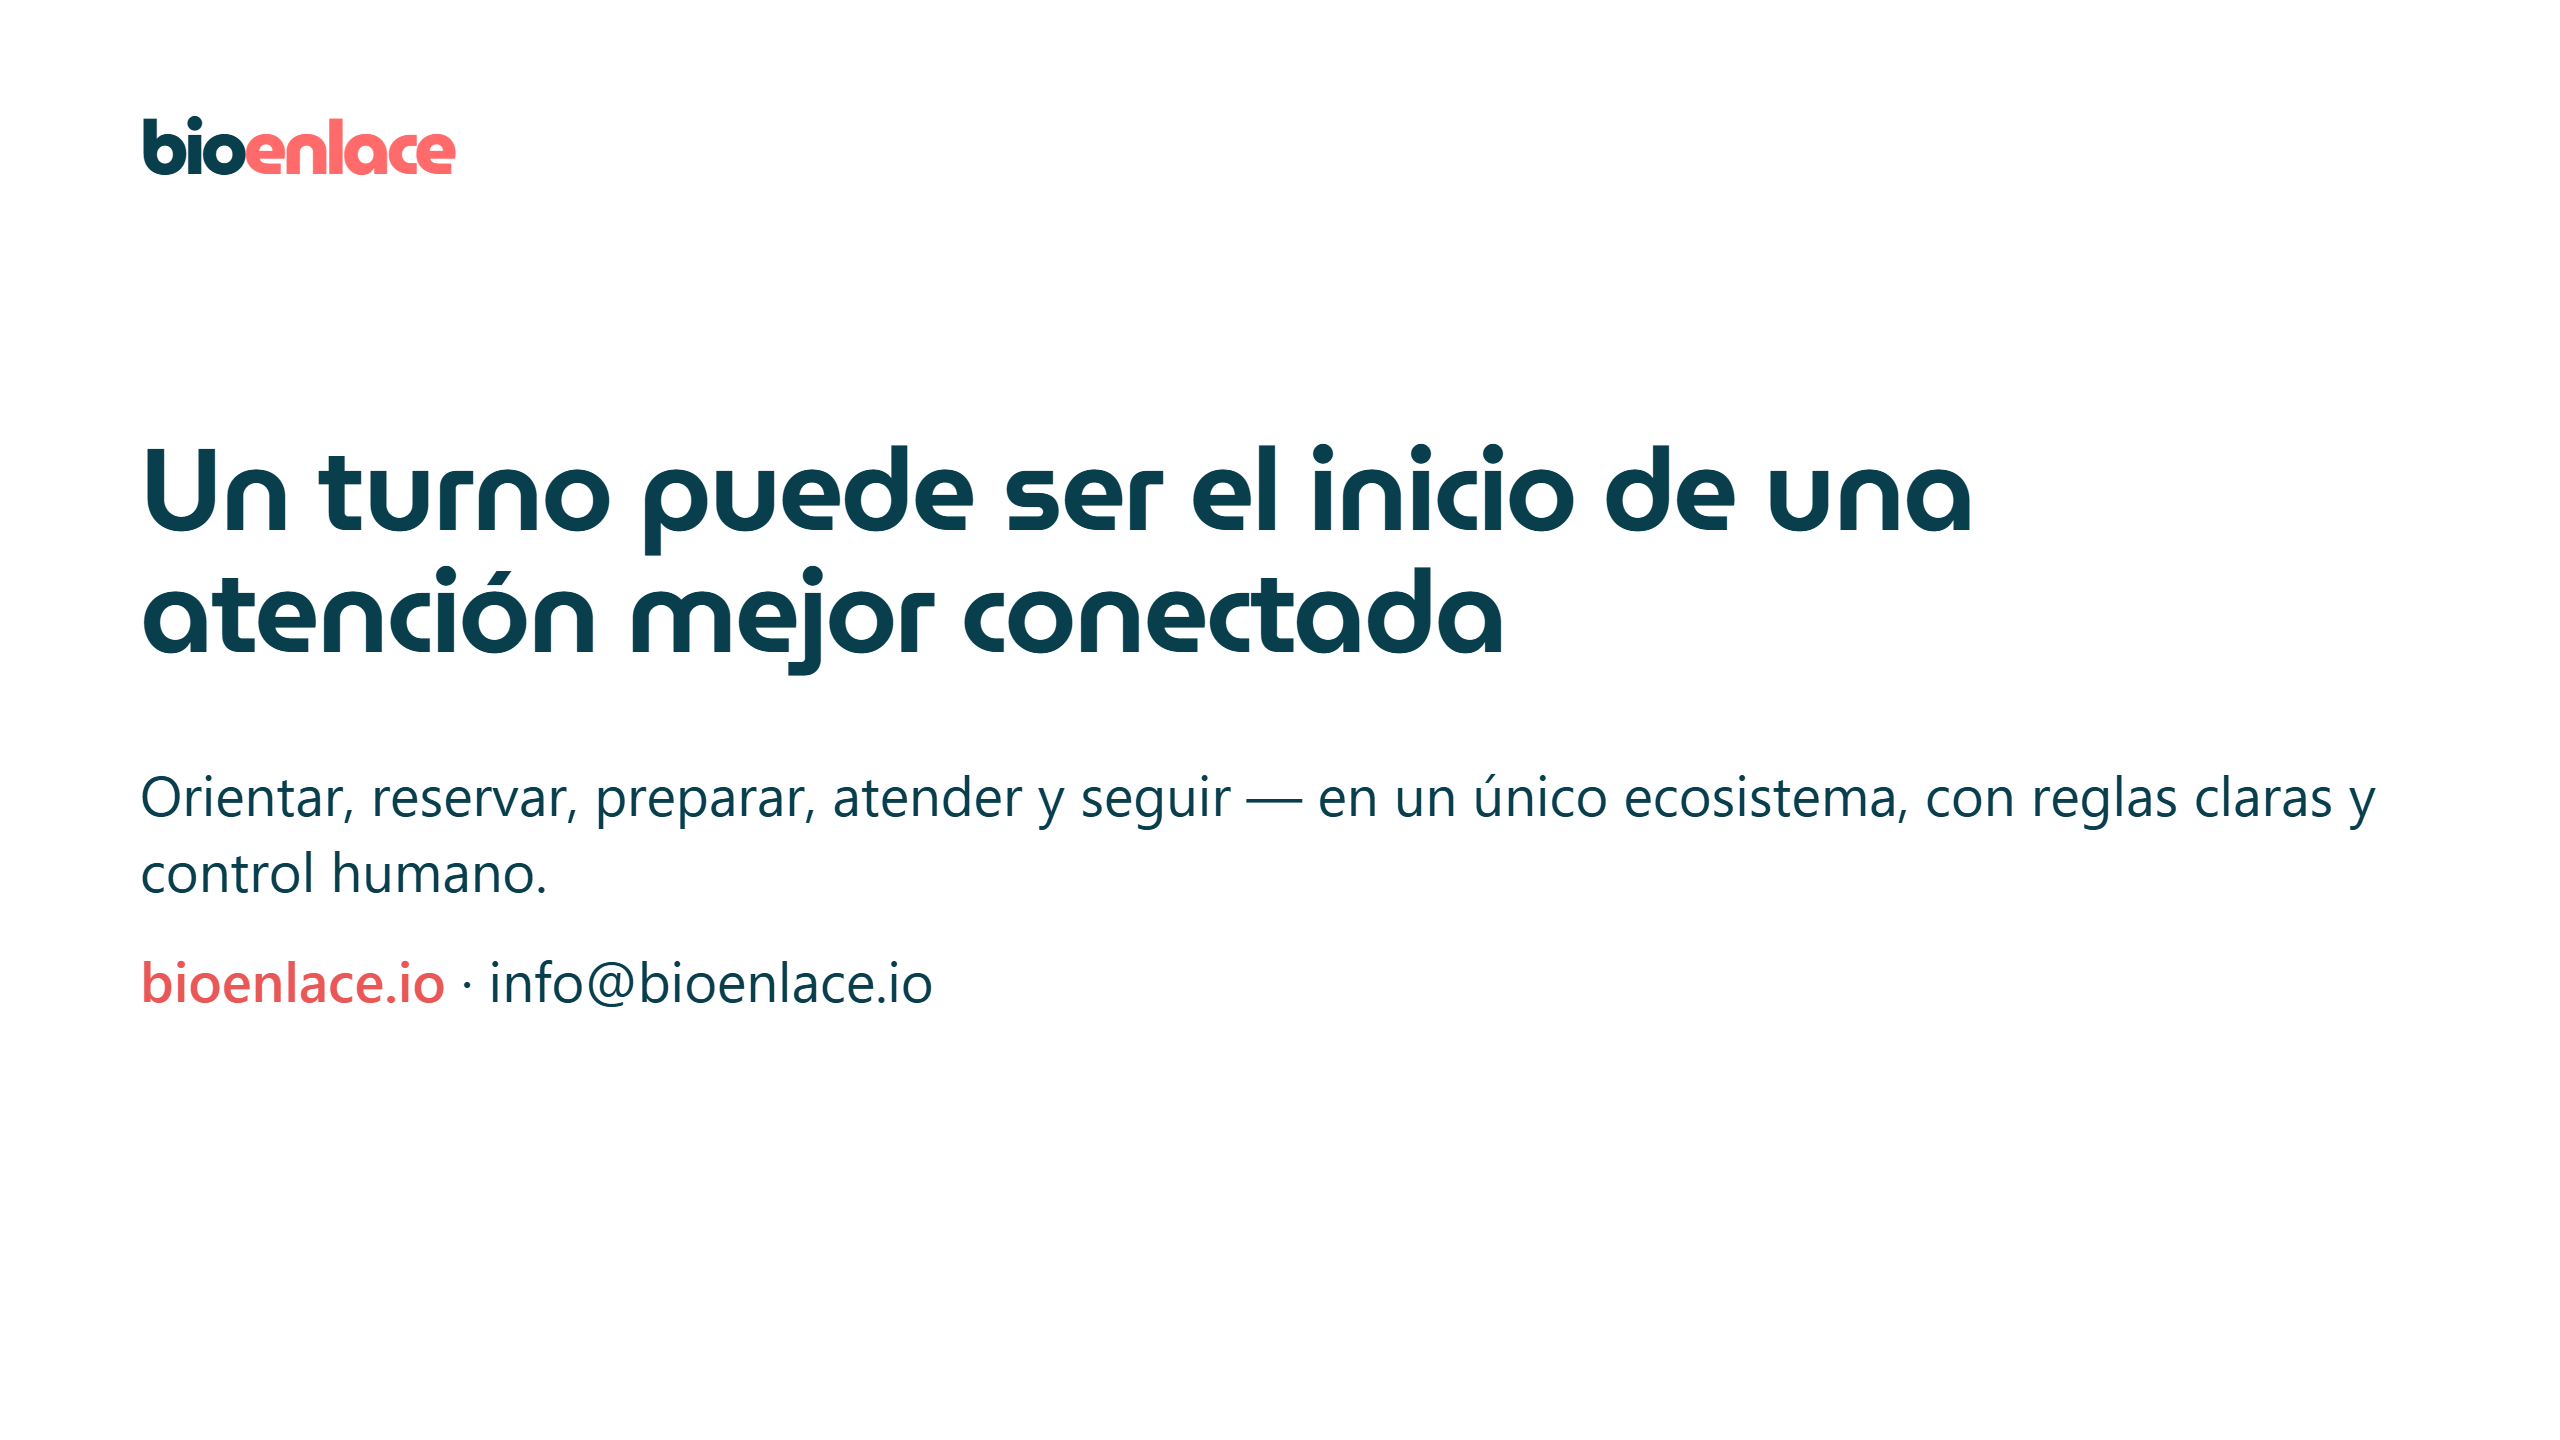 bioenlace
Un turno puede ser el inicio de una
atención mejor conectada
Orientar, reservar, preparar, atender y seguir — en un único ecosistema, con reglas claras y
control humano.
bioenlace.io · info@bioenlace.io